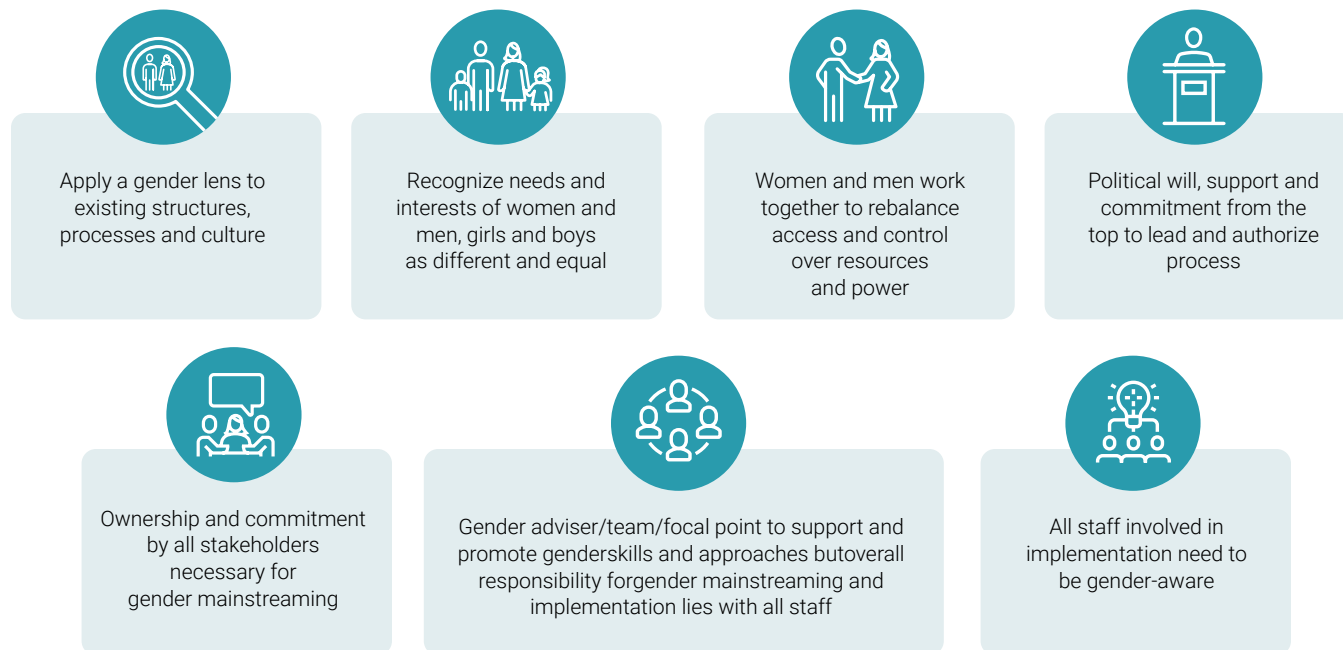 Apply a gender lens to
existing structures,
processes and culture
Recognize needs and
interests of women and
men, girls and boys
as different and equal
Women and men work
together to rebalance
access and control
over resources
and power
Political will, support and
commitment from the
top to lead and authorize
process
Ownership and commitment
by all stakeholders
necessary for
gender mainstreaming
Gender adviser/team/focal point to support and
promote genderskills and approaches butoverall
responsibility forgender mainstreaming and
implementation lies with all staff
All staff involved in
implementation need to
be gender-aware